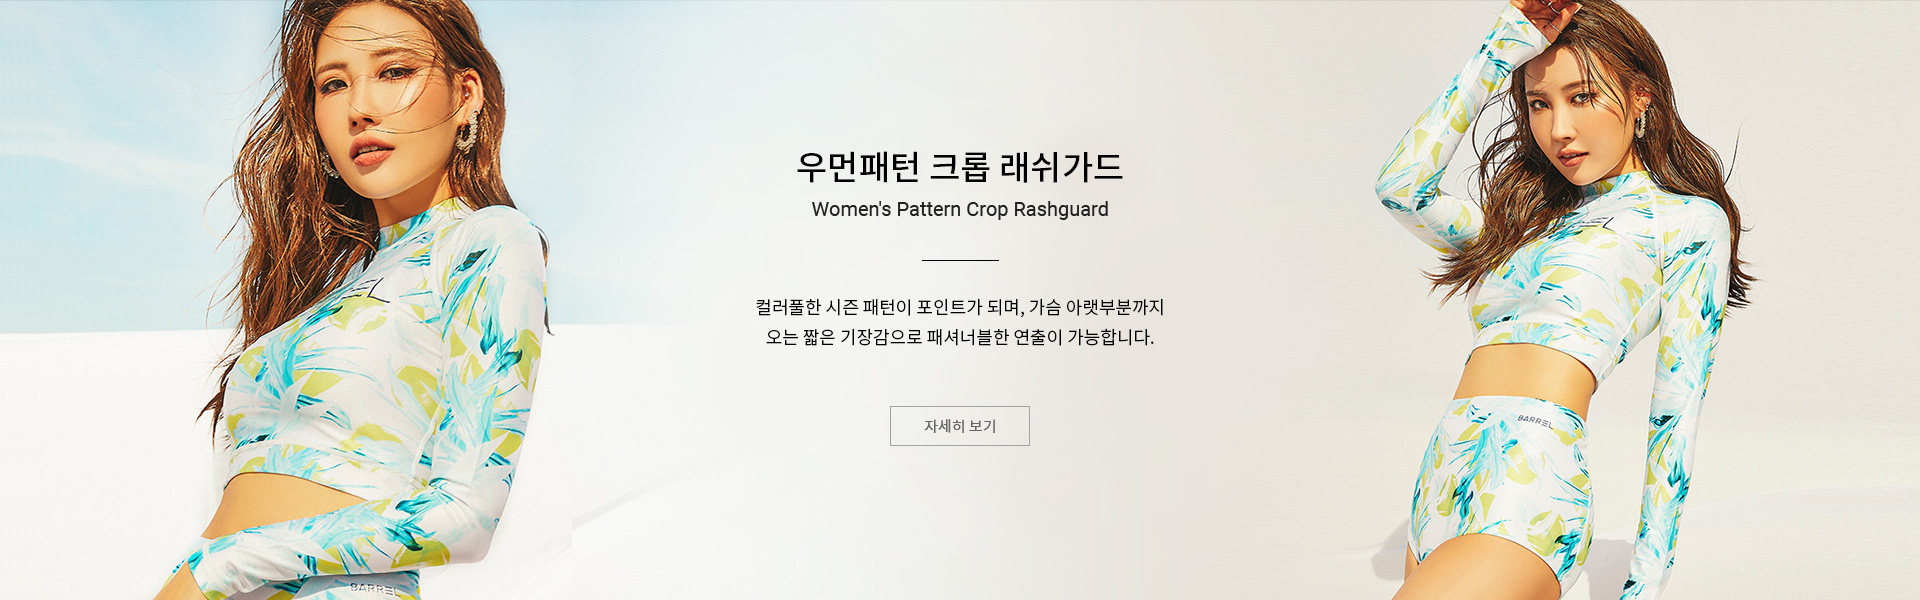 우먼패턴 크롭 래쉬가드
Women's Pattern Crop Rashguard
컬러풀한 시즌 패턴이 포인트가 되며, 가슴 아랫부분까지
오는 짧은 기장감으로 패셔너블한 연출이 가능합니다.
자세히 보기
BARREL
BARREL